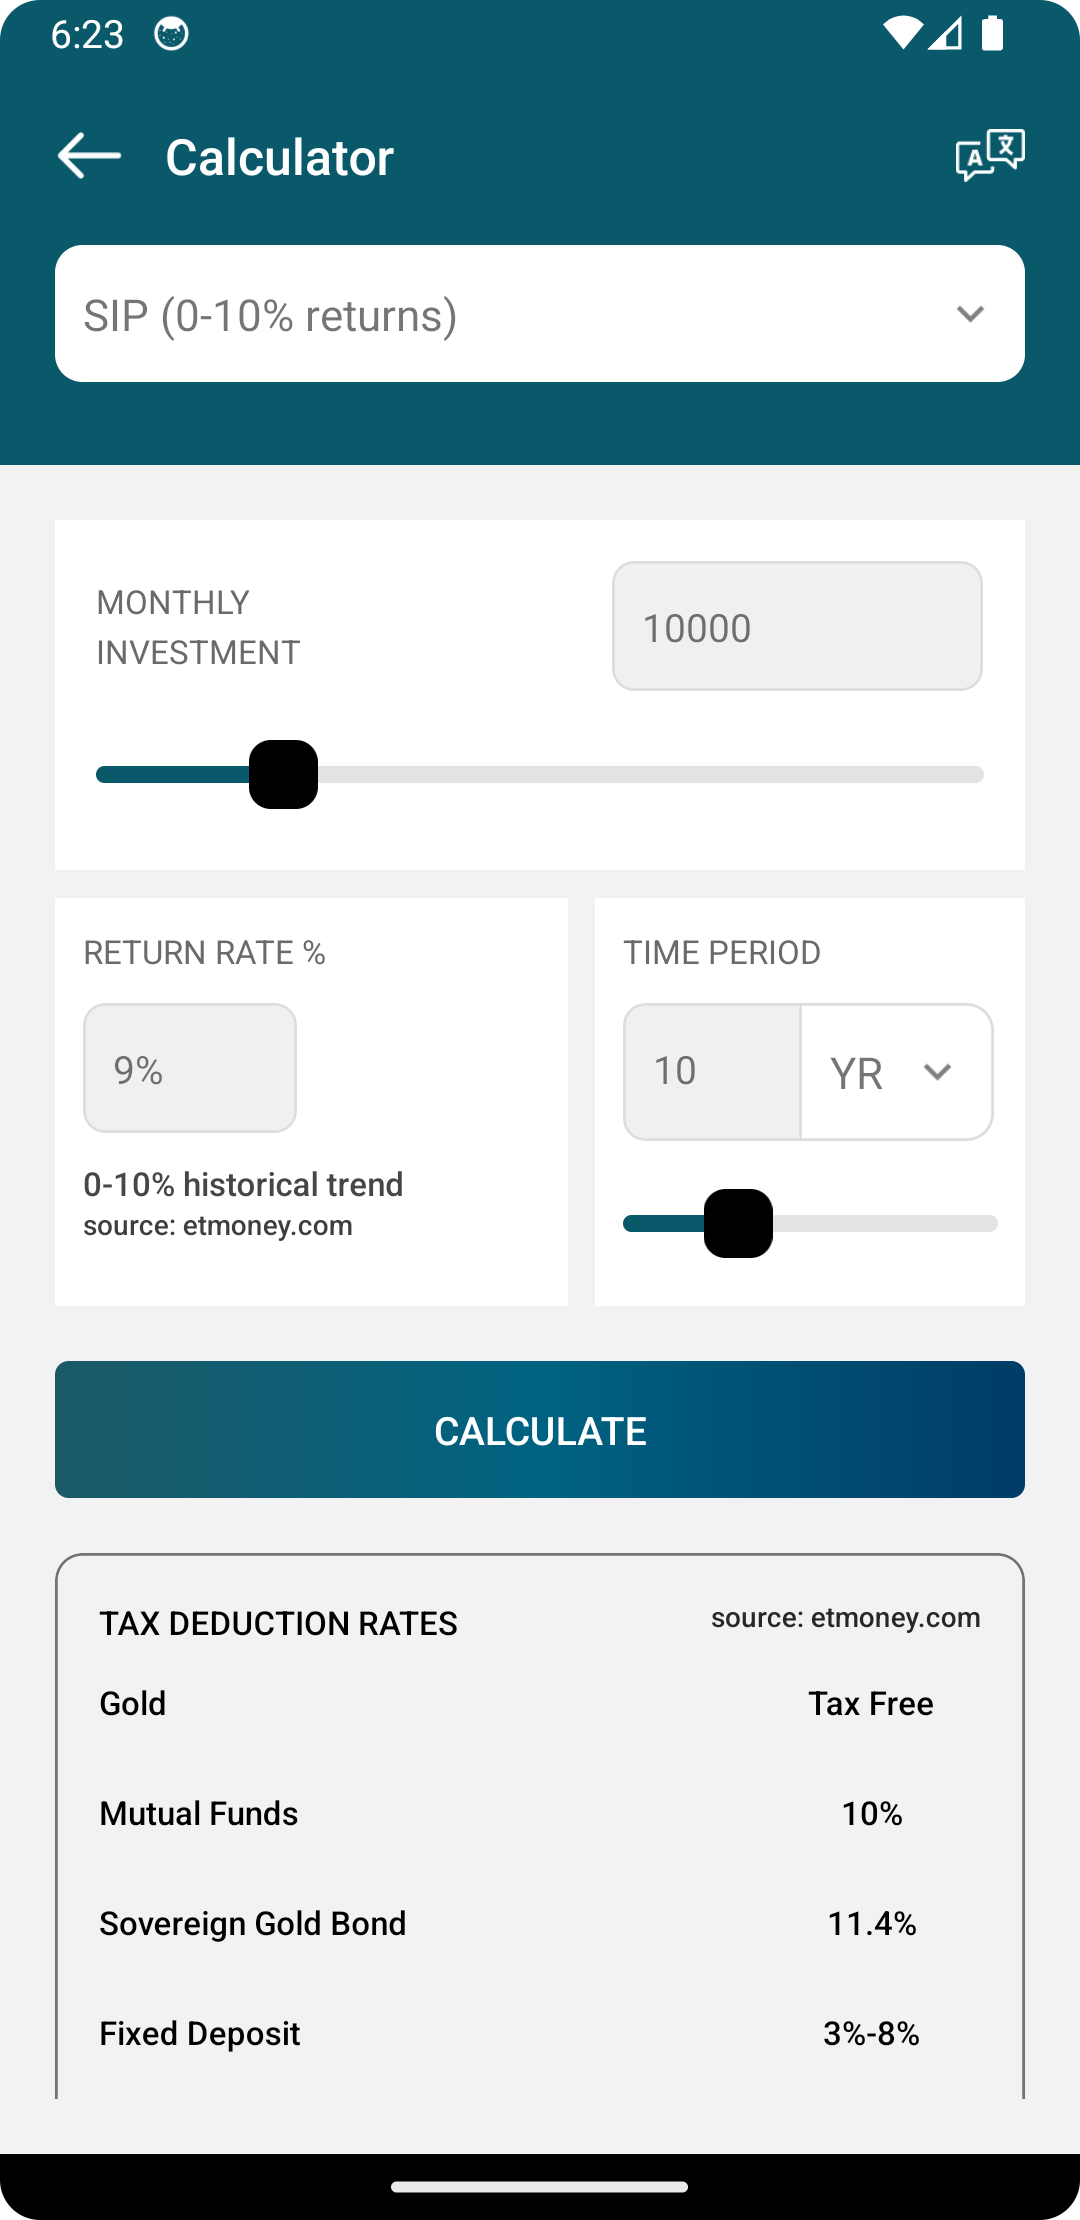 6:23
Calculator
A 文
SIP (0-10% returns)
MONTHLY
INVESTMENT
10000
RETURN RATE %
TIME PERIOD
9%
10
YR
0-10% historical trend
source: etmoney.com
CALCULATE
TAX DEDUCTION RATES
source: etmoney.com
Gold
Tax Free
Mutual Funds
10%
Sovereign Gold Bond
11.4%
Fixed Deposit
3%-8%